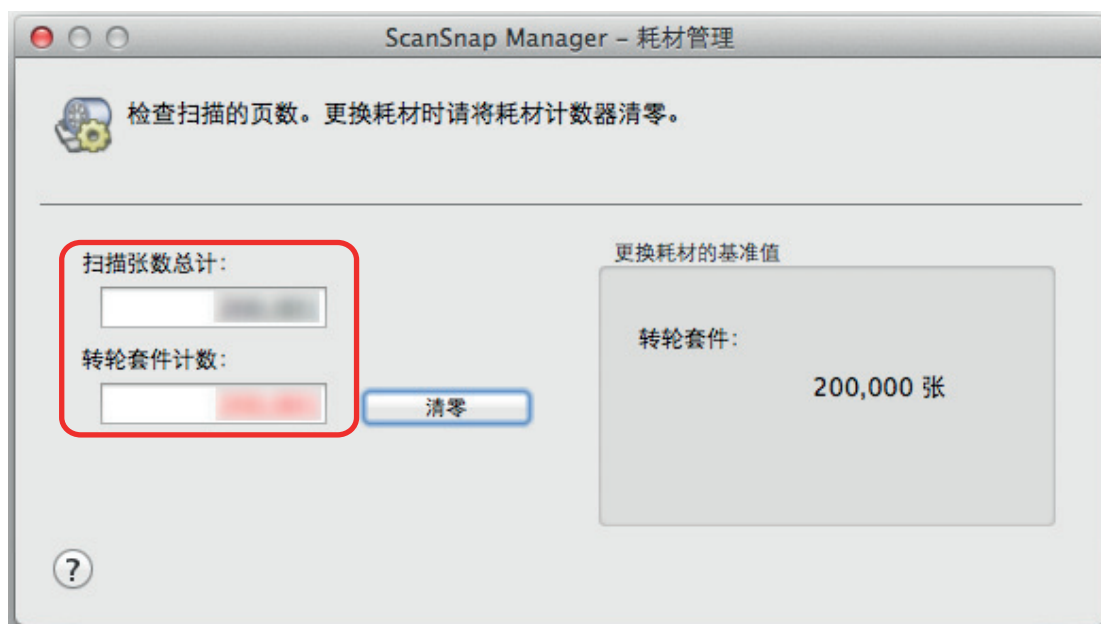 ScanSnap Manager – 耗材管理
检查扫描的页数。更换耗材时请将耗材计数器清零。
扫描张数总计：
转轮套件计数：
清零
更换耗材的基准值
转轮套件：
200,000 张
?